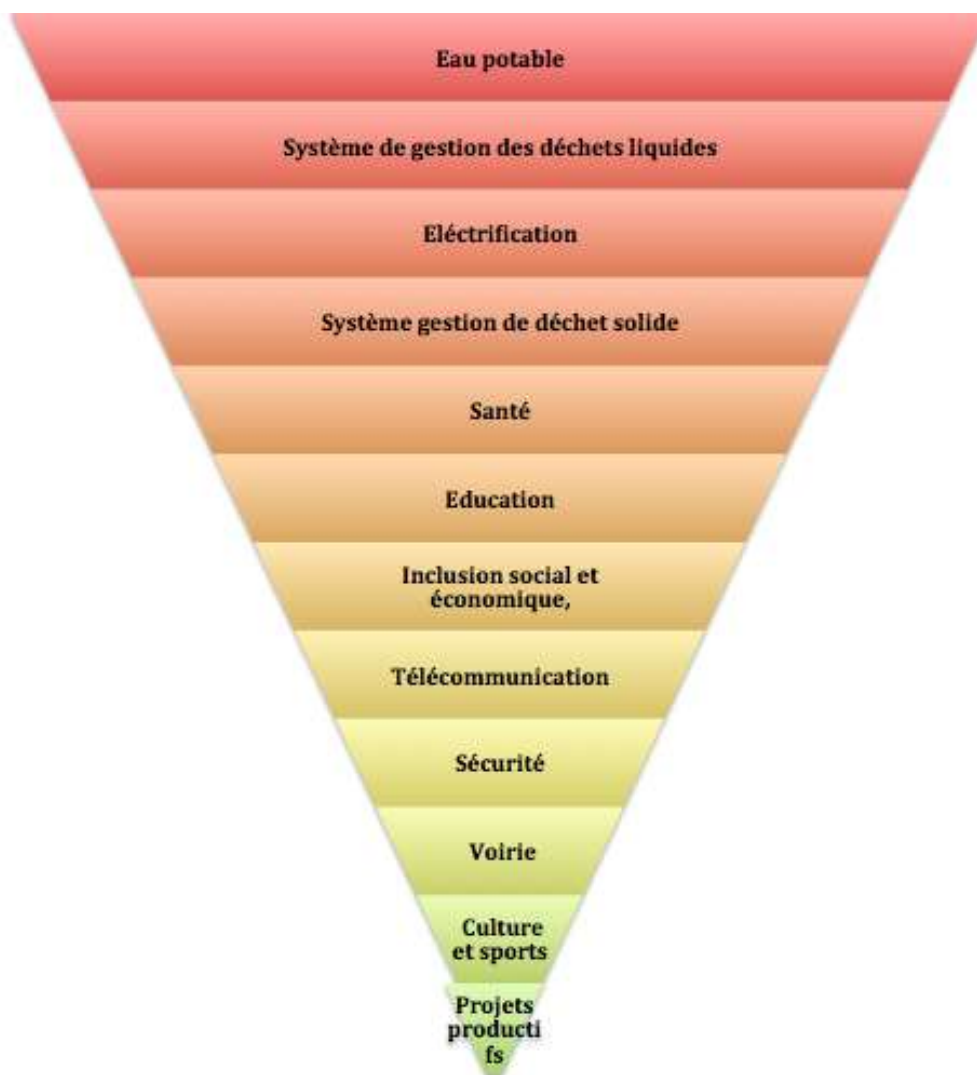 Eau potable
Système de gestion des déchets liquides
Eléctrification
Système gestion de déchet solide
Santé
Education
Inclusion social et
économique,
Télécommunication
Sécurité
Voirie
Culture
et sports
Projets
producti
fs